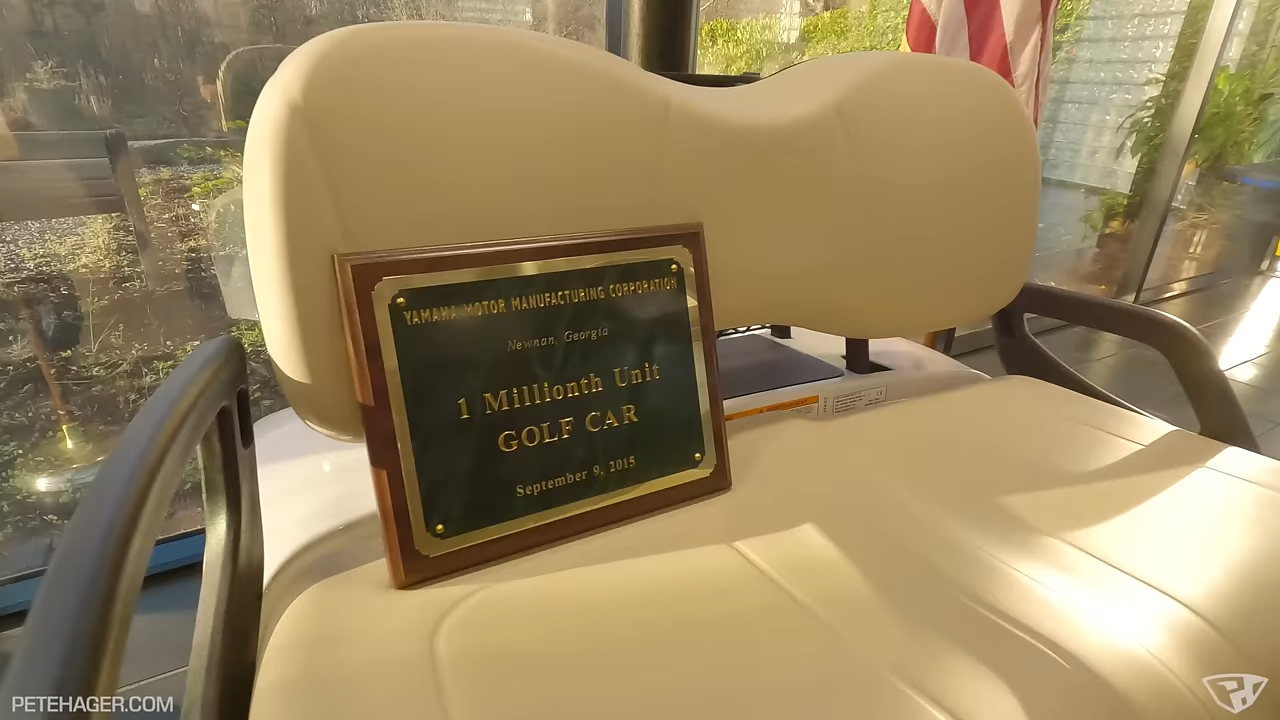 YAMAHA MOTOR MANUFACTURING CORPORATION
Newnan, Georgia
1 Millionth Unit
GOLF CAR
September 9, 2015
PETEHAGER.COM